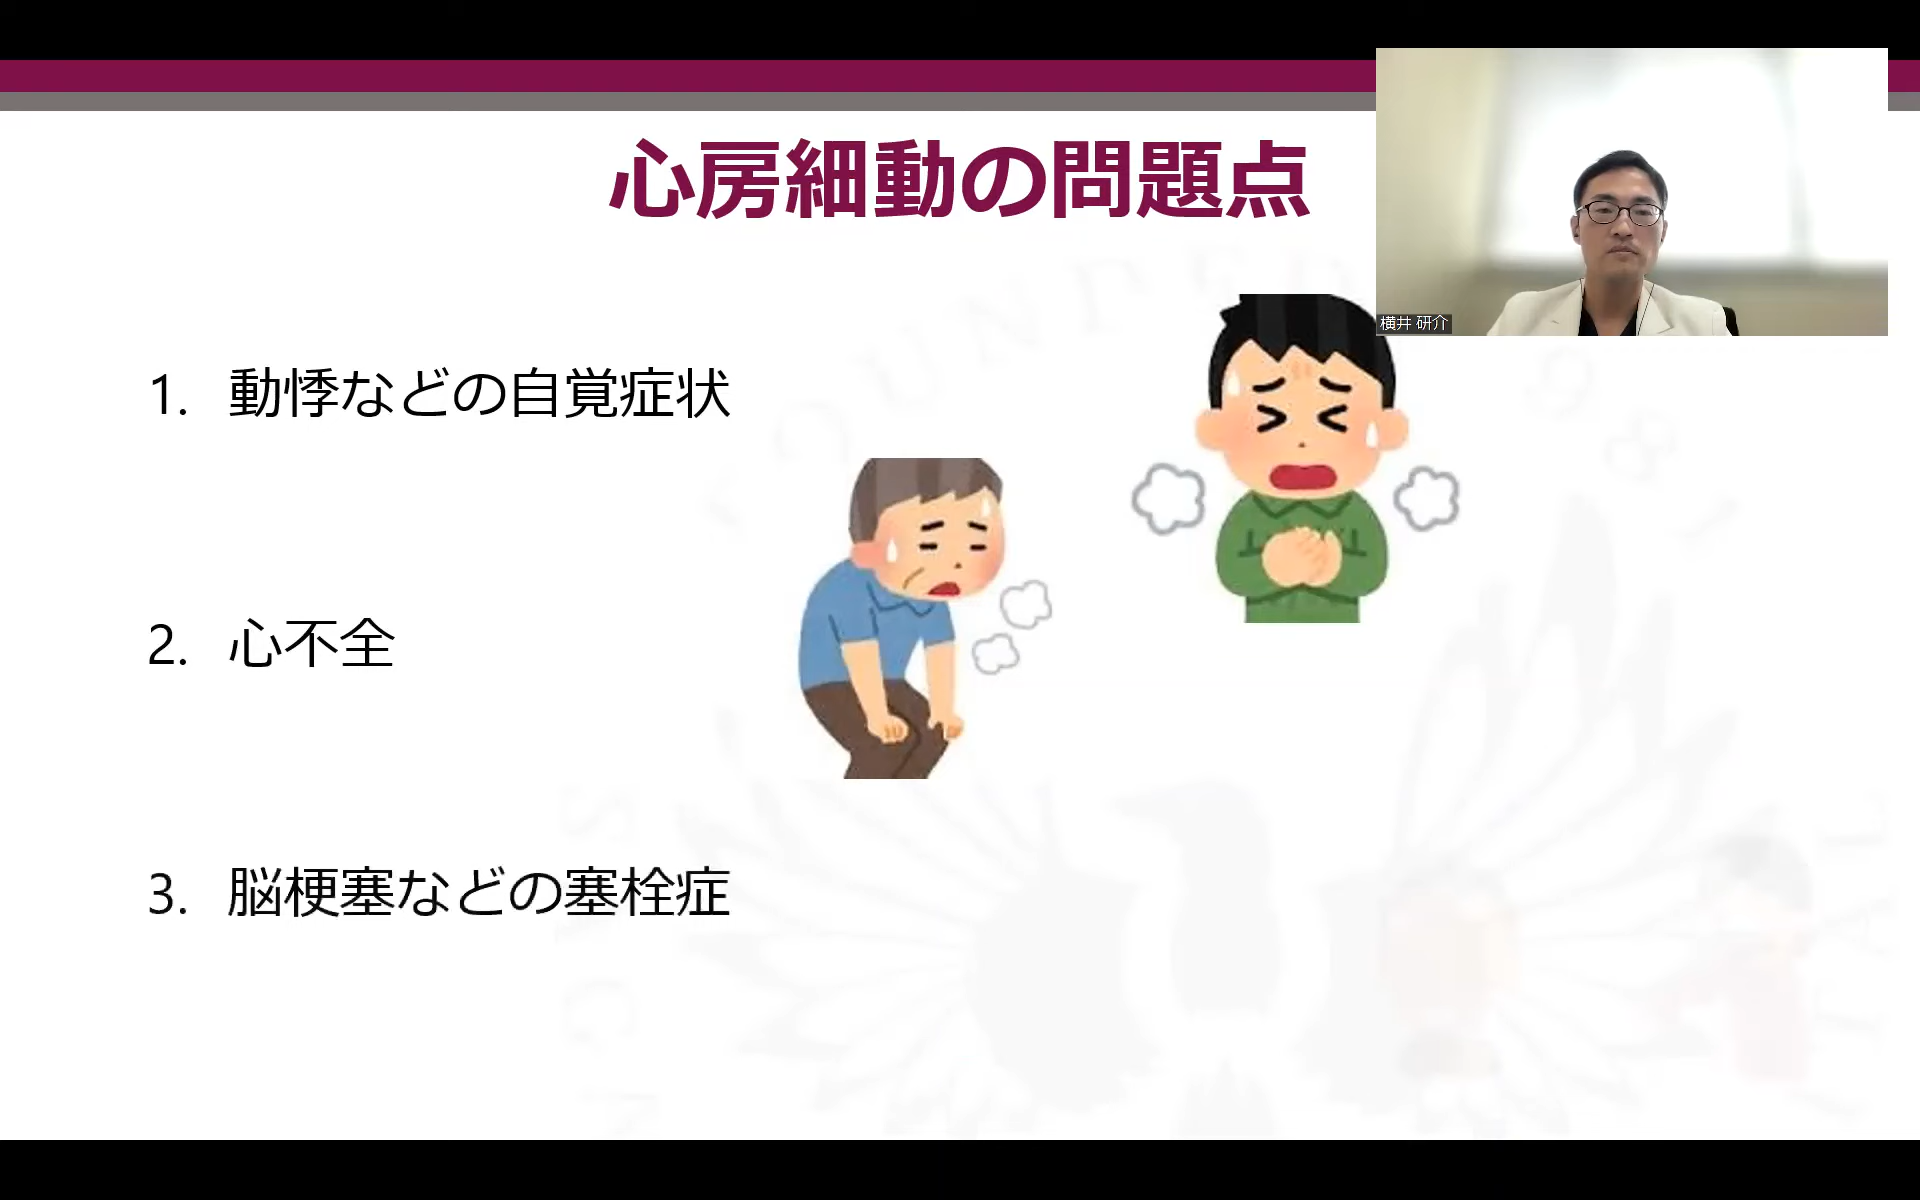 心房細動の問題点
横井 研介
1. 動悸などの自覚症状
2. 心不全
3. 脳梗塞などの塞栓症
FOUNDED